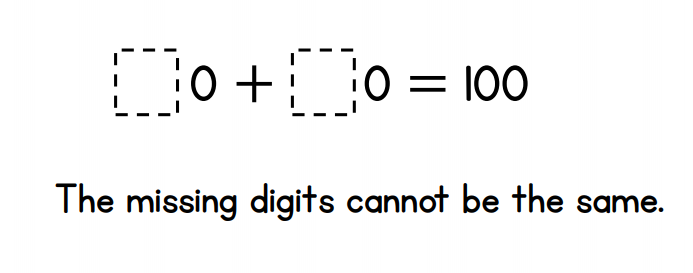 0 + 0 = 100
The missing digits cannot be the same.